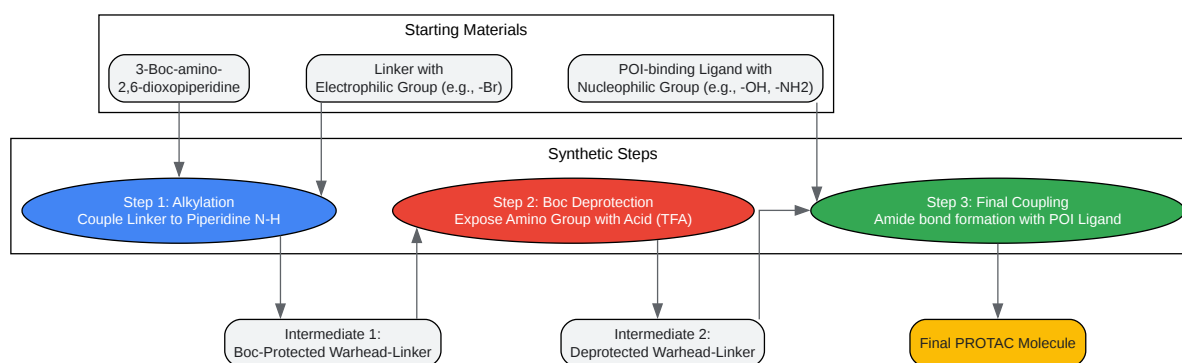 Starting Materials
3-Boc-amino-
2,6-dioxopiperidine
Linker with
Electrophilic Group (e.g., -Br)
POI-binding Ligand with
Nucleophilic Group (e.g., -OH, -NH2)
Synthetic Steps
Step 1: Alkylation
Couple Linker to Piperidine N-H
Step 2: Boc Deprotection
Expose Amino Group with Acid (TFA)
Step 3: Final Coupling
Amide bond formation with POI Ligand
Intermediate 1:
Boc-Protected Warhead-Linker
Intermediate 2:
Deprotected Warhead-Linker
Final PROTAC Molecule